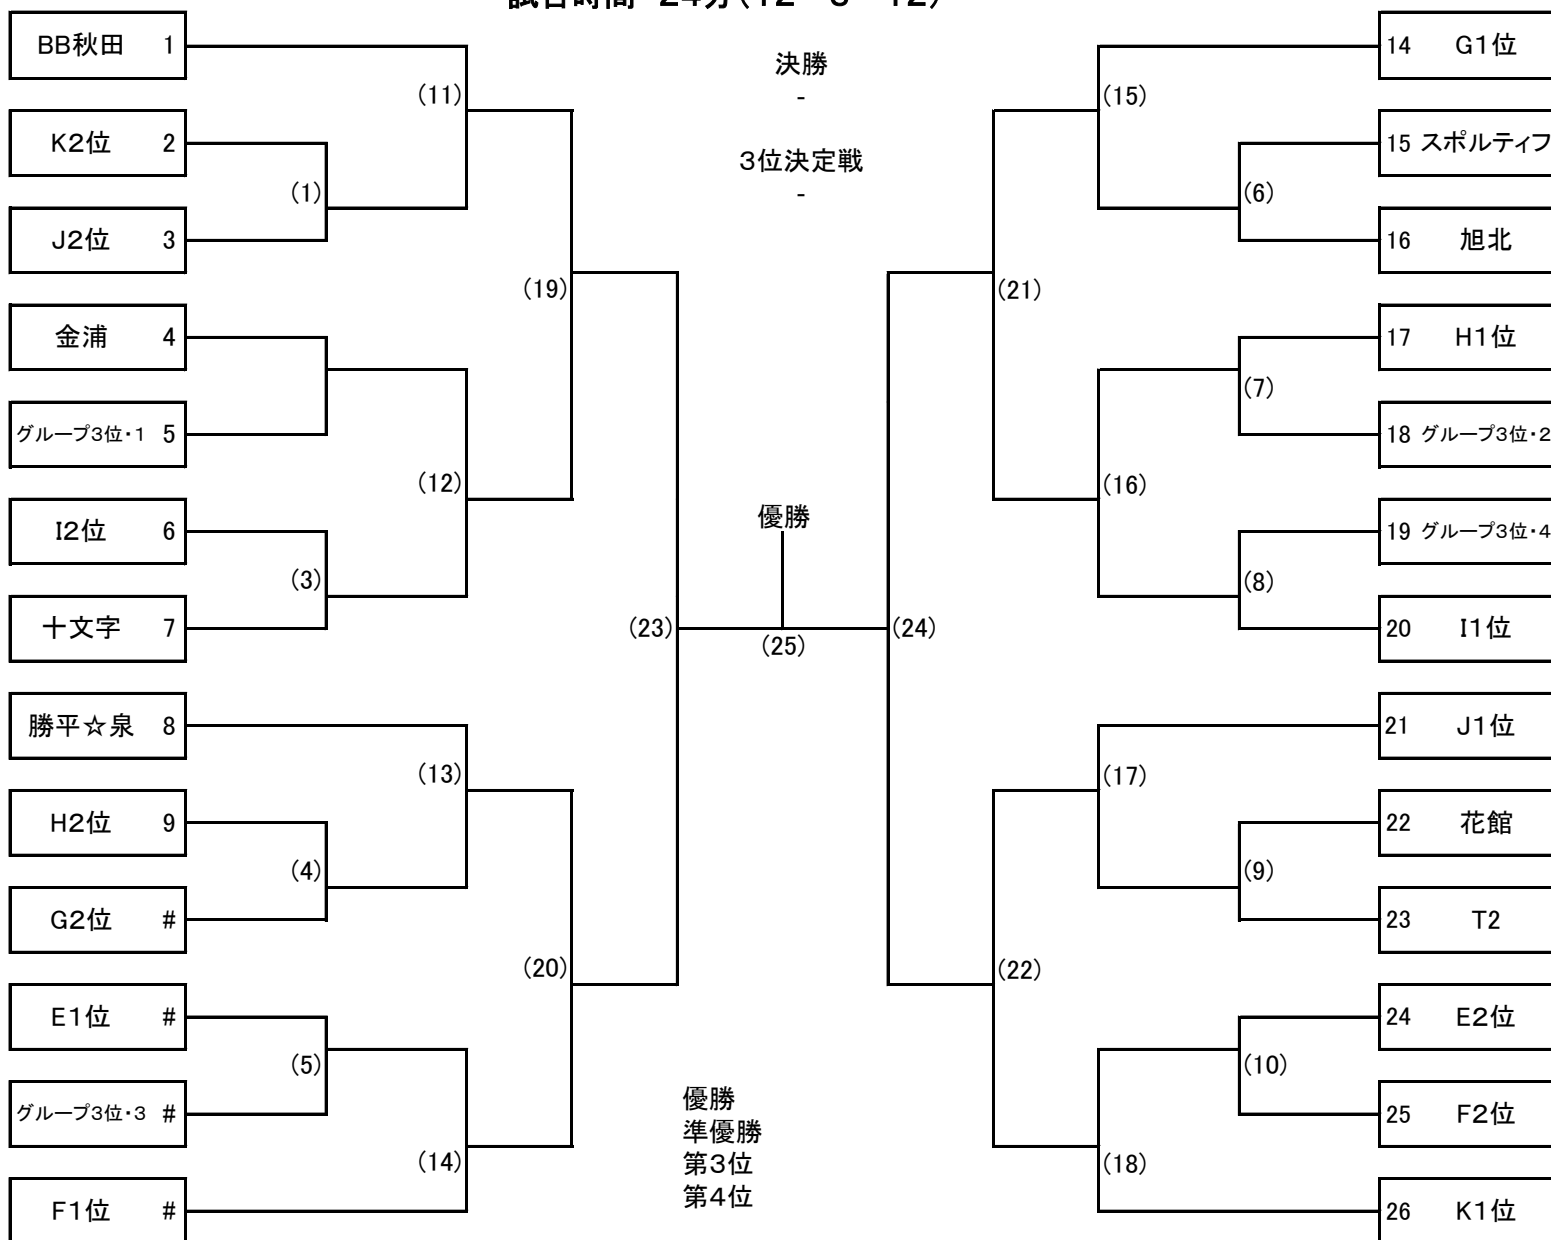 試合時間 24分(12-3-12)
BB秋田 1
K2位 2
J2位 3
金浦 4
グループ3位・1 5
I2位 6
十文字 7
勝平☆泉 8
H2位 9
G2位 #
E1位 #
グループ3位・3 #
F1位 #
(1)
(3)
(4)
(5)
(11)
(12)
(13)
(14)
(19)
(20)
(23)
決勝
-
3位決定戦
-
優勝
(25)
優勝
準優勝
第3位
第4位
(24)
(21)
(22)
(15)
(16)
(17)
(18)
(6)
(7)
(8)
(9)
(10)
14 G1位
15 スポルティフ
16 旭北
17 H1位
18 グループ3位・2
19 グループ3位・4
20 I1位
21 J1位
22 花館
23 T2
24 E2位
25 F2位
26 K1位